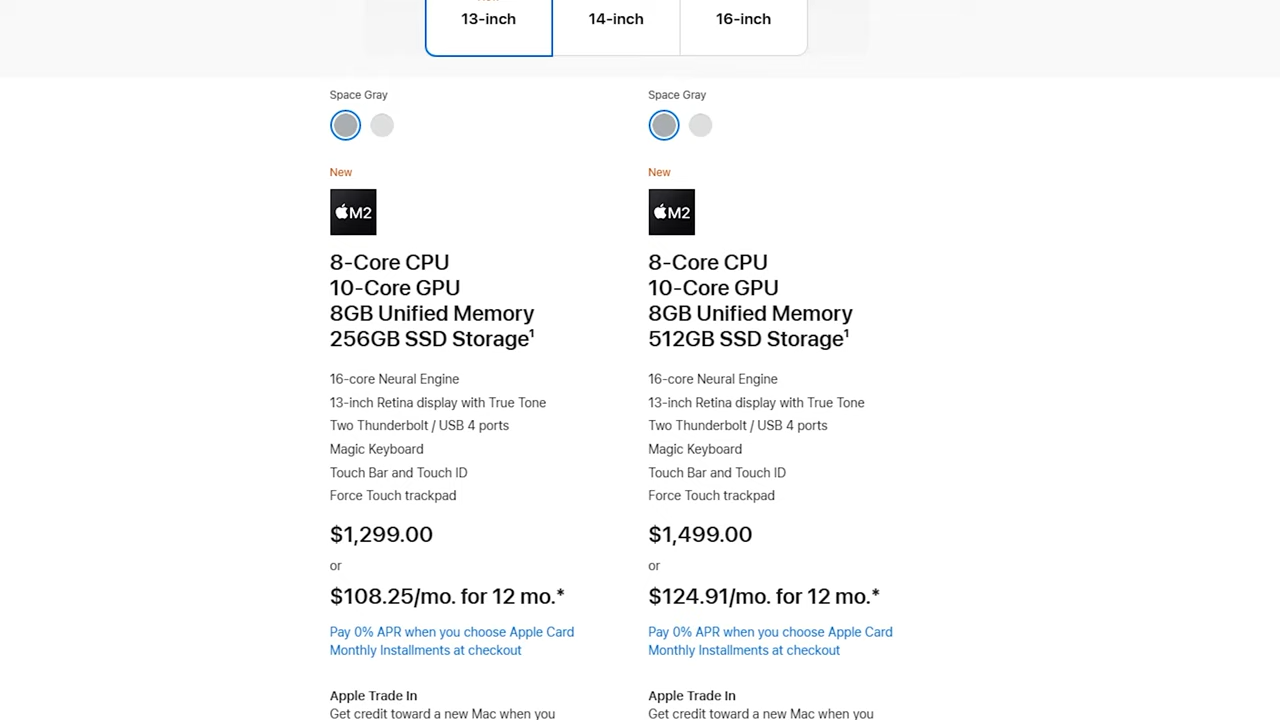 13-inch
14-inch
16-inch
Space Gray
New
M2
8-Core CPU
10-Core GPU
8GB Unified Memory
256GB SSD Storage¹
16-core Neural Engine
13-inch Retina display with True Tone
Two Thunderbolt / USB 4 ports
Magic Keyboard
Touch Bar and Touch ID
Force Touch trackpad
$1,299.00
or
$108.25/mo. for 12 mo.*
Pay 0% APR when you choose Apple Card
Monthly Installments at checkout
Apple Trade In
Get credit toward a new Mac when you
Space Gray
New
M2
8-Core CPU
10-Core GPU
8GB Unified Memory
512GB SSD Storage¹
16-core Neural Engine
13-inch Retina display with True Tone
Two Thunderbolt / USB 4 ports
Magic Keyboard
Touch Bar and Touch ID
Force Touch trackpad
$1,499.00
or
$124.91/mo. for 12 mo.*
Pay 0% APR when you choose Apple Card
Monthly Installments at checkout
Apple Trade In
Get credit toward a new Mac when you